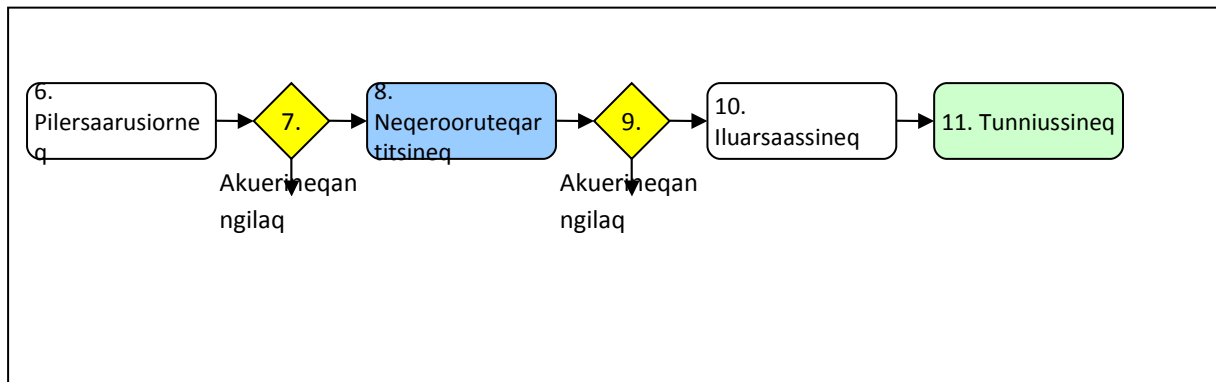 6.
Pilersaarusiorne
q
7.
8.
Neqerooruteqar
titsineq
9.
10.
Iluarsaassineq
11. Tunniussineq
Akuerineqan
ngilaq
Akuerineqan
ngilaq